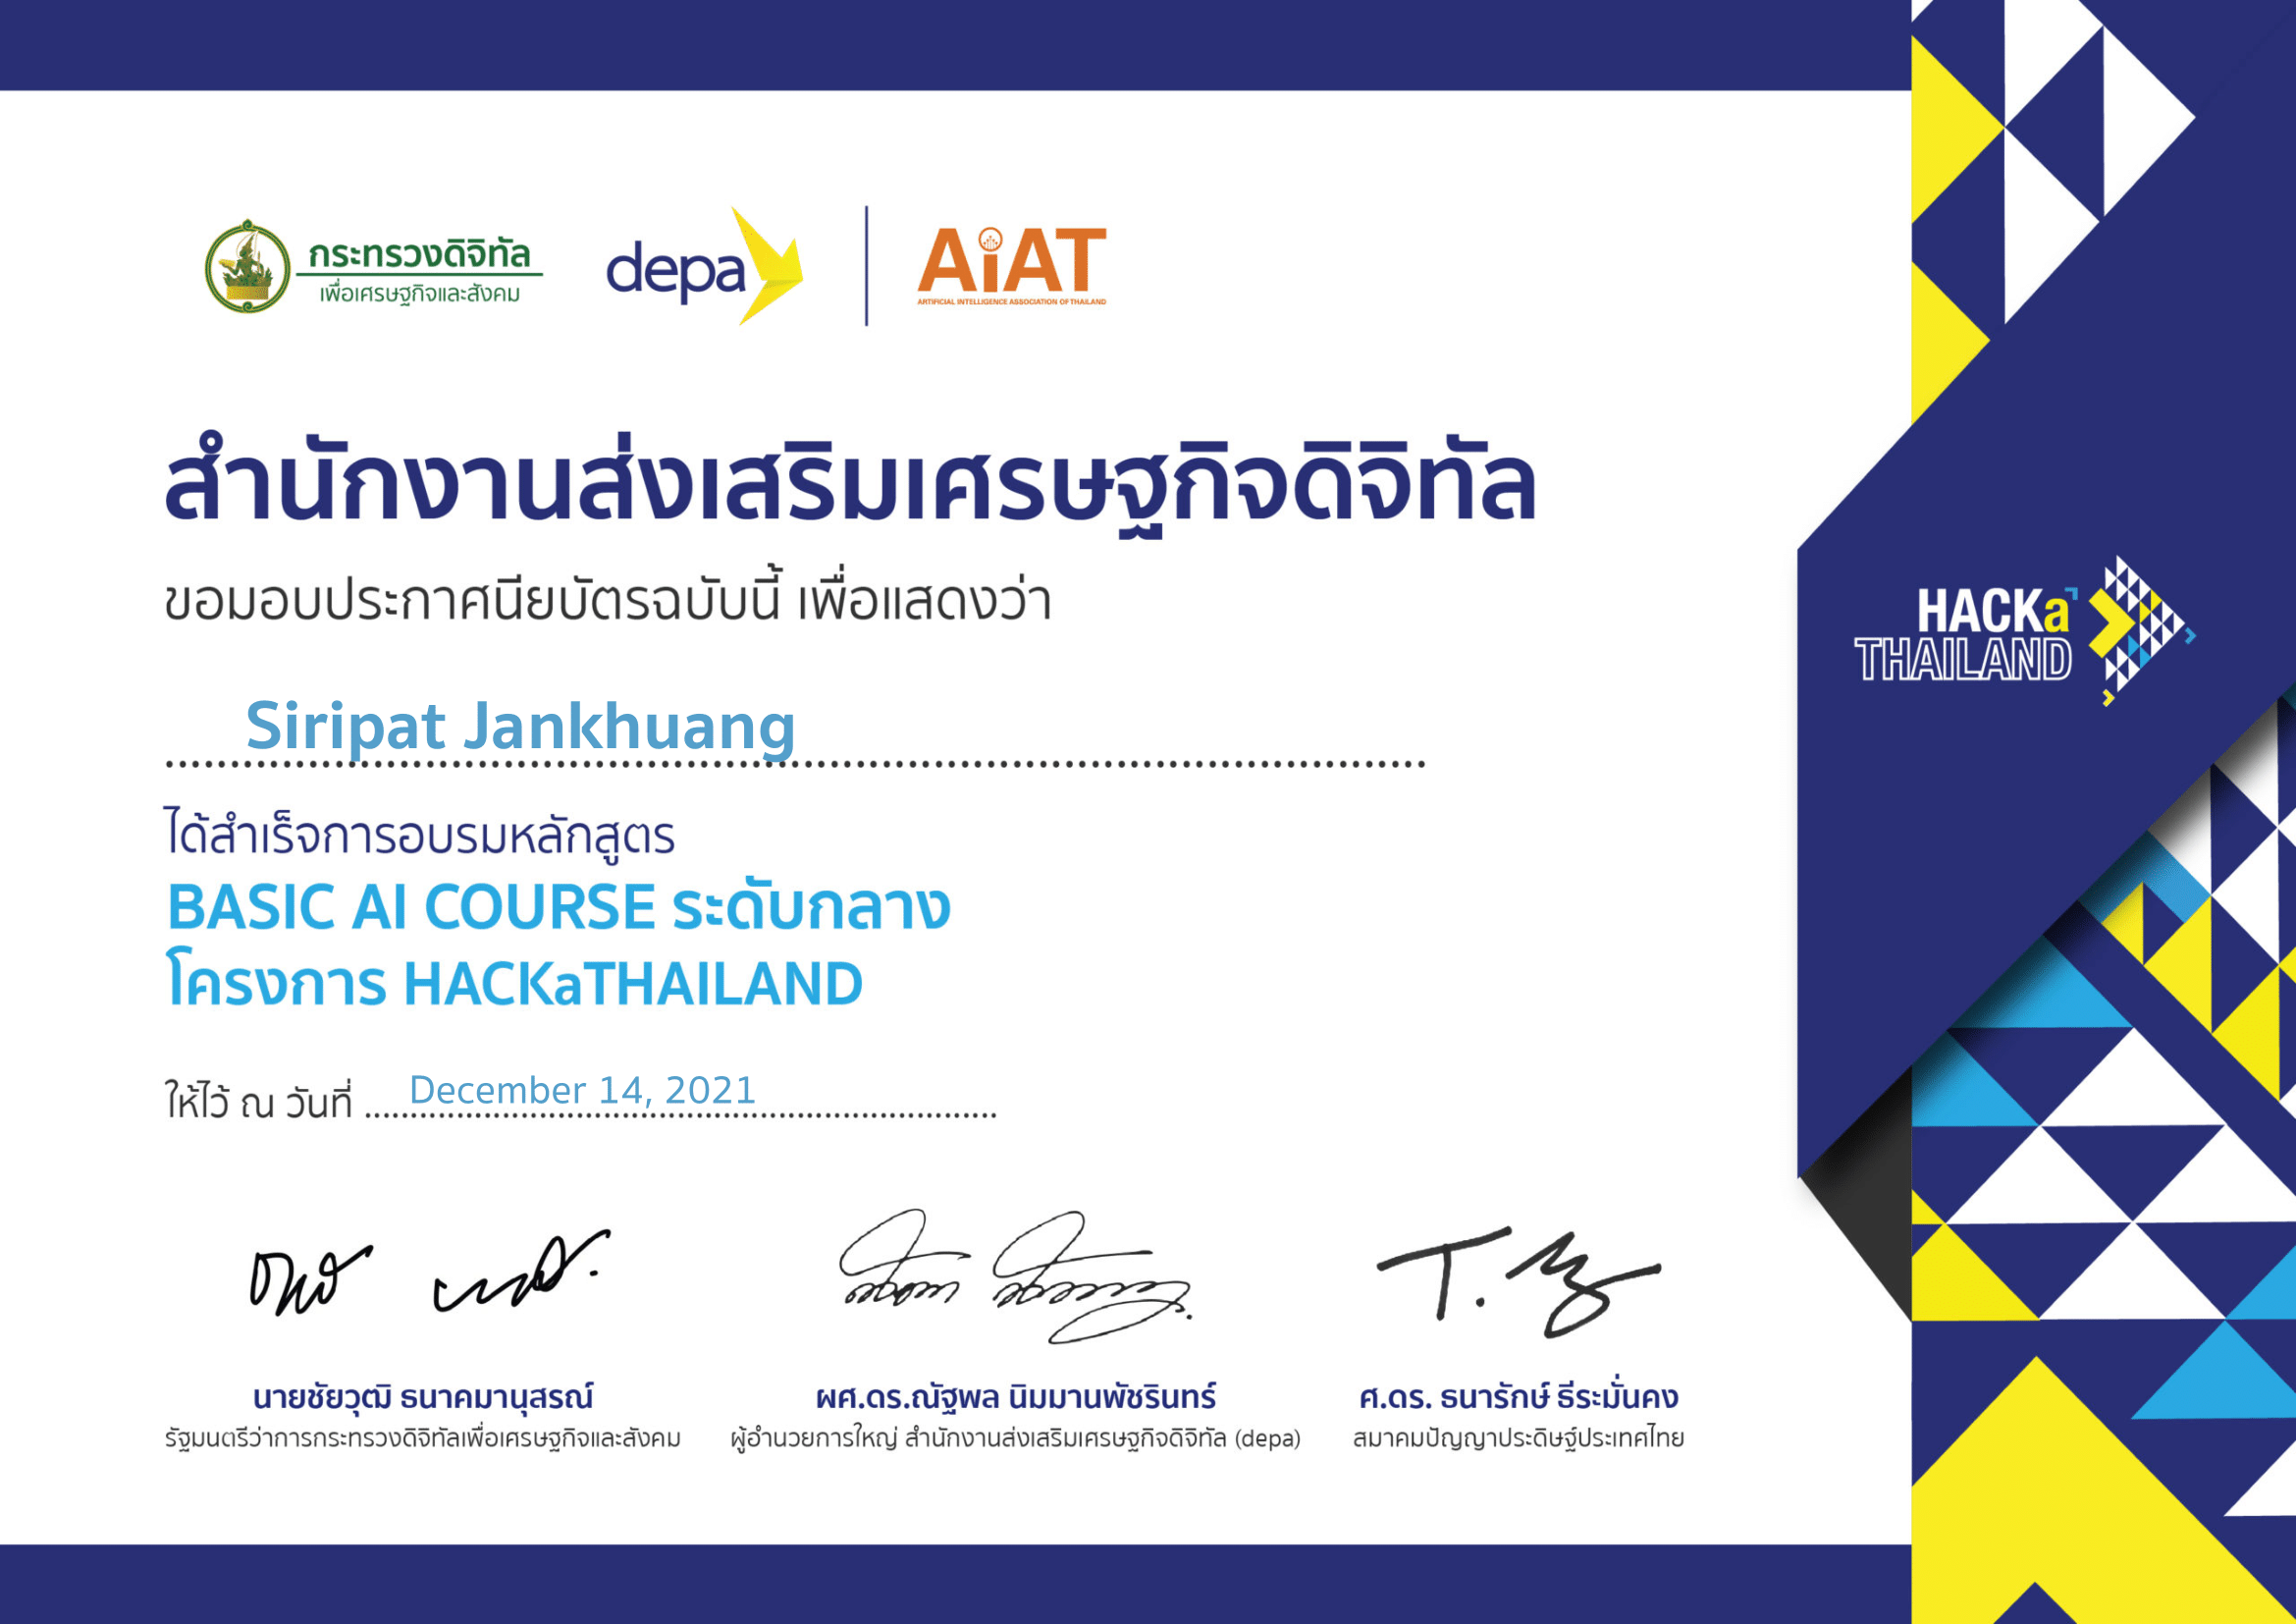 กระทรวงดิจิทัล
เพื่อเศรษฐกิจและสังคม
depa
AiAT
ARTIFICIAL INTELLIGENCE ASSOCIATION OF THAILAND
สำนักงานส่งเสริมเศรษฐกิจดิจิทัล
ขอมอบประกาศนียบัตรฉบับนี้ เพื่อแสดงว่า
Siripat Jankhuang
ได้สำเร็จการอบรมหลักสูตร
BASIC AI COURSE ระดับกลาง
โครงการ HACKaTHAILAND
ให้ไว้ ณ วันที่ December 14, 2021
นายชัยวุฒิ ธนาคมานุสรณ์
รัฐมนตรีว่าการกระทรวงดิจิทัลเพื่อเศรษฐกิจและสังคม
ผศ.ดร.ณัฐพล นิมมานพัชรินทร์
ผู้อำนวยการใหญ่ สำนักงานส่งเสริมเศรษฐกิจดิจิทัล (depa)
ศ.ดร. ธนารักษ์ ธีระมั่นคง
สมาคมปัญญาประดิษฐ์ประเทศไทย
HACKa
THAILAND